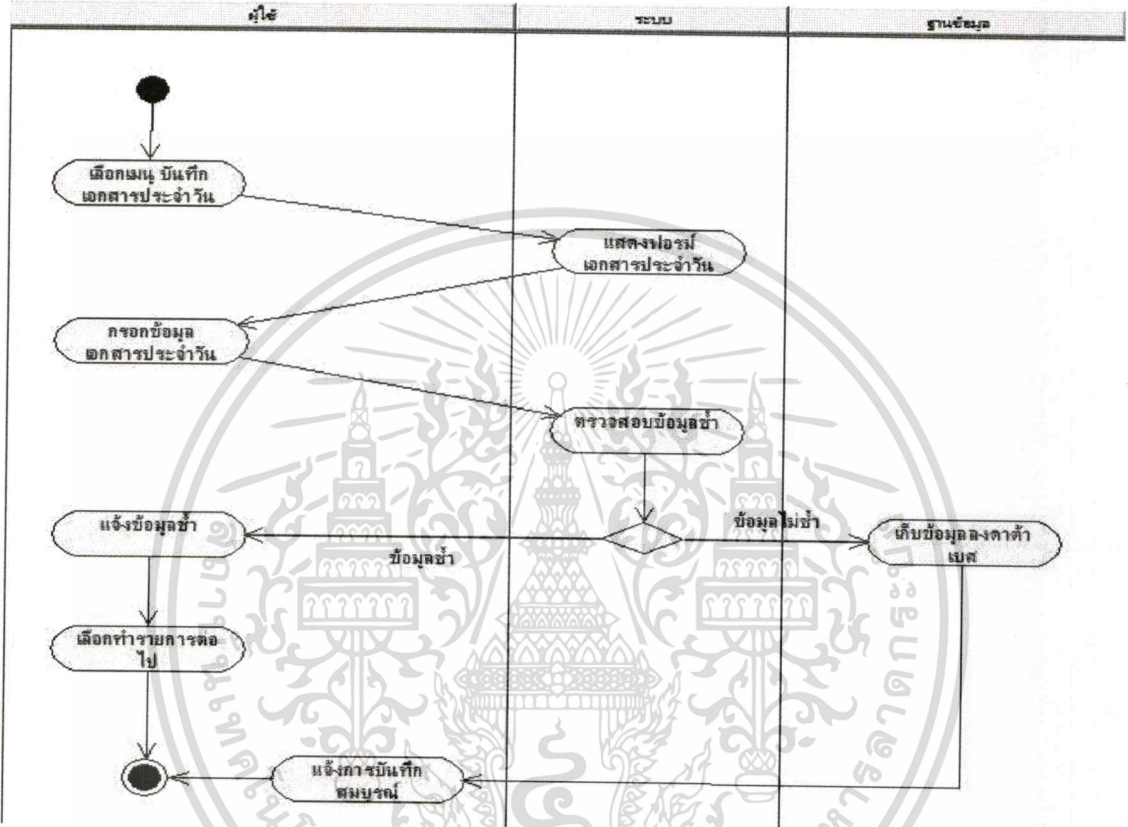 ผู้ใช้
ระบบ
ฐานข้อมูล
เลือกเมนู บันทึก
เอกสารประจำวัน
แสดงฟอร์ม
เอกสารประจำวัน
กรอกข้อมูล
เอกสารประจำวัน
ตรวจสอบข้อมูลซ้ำ
แจ้งข้อมูลซ้ำ
ข้อมูลซ้ำ
ข้อมูลไม่ซ้ำ
เก็บข้อมูลลงดาต้า
เบส
เลือกทำรายการต่อ
ไป
แจ้งการบันทึก
สมบูรณ์